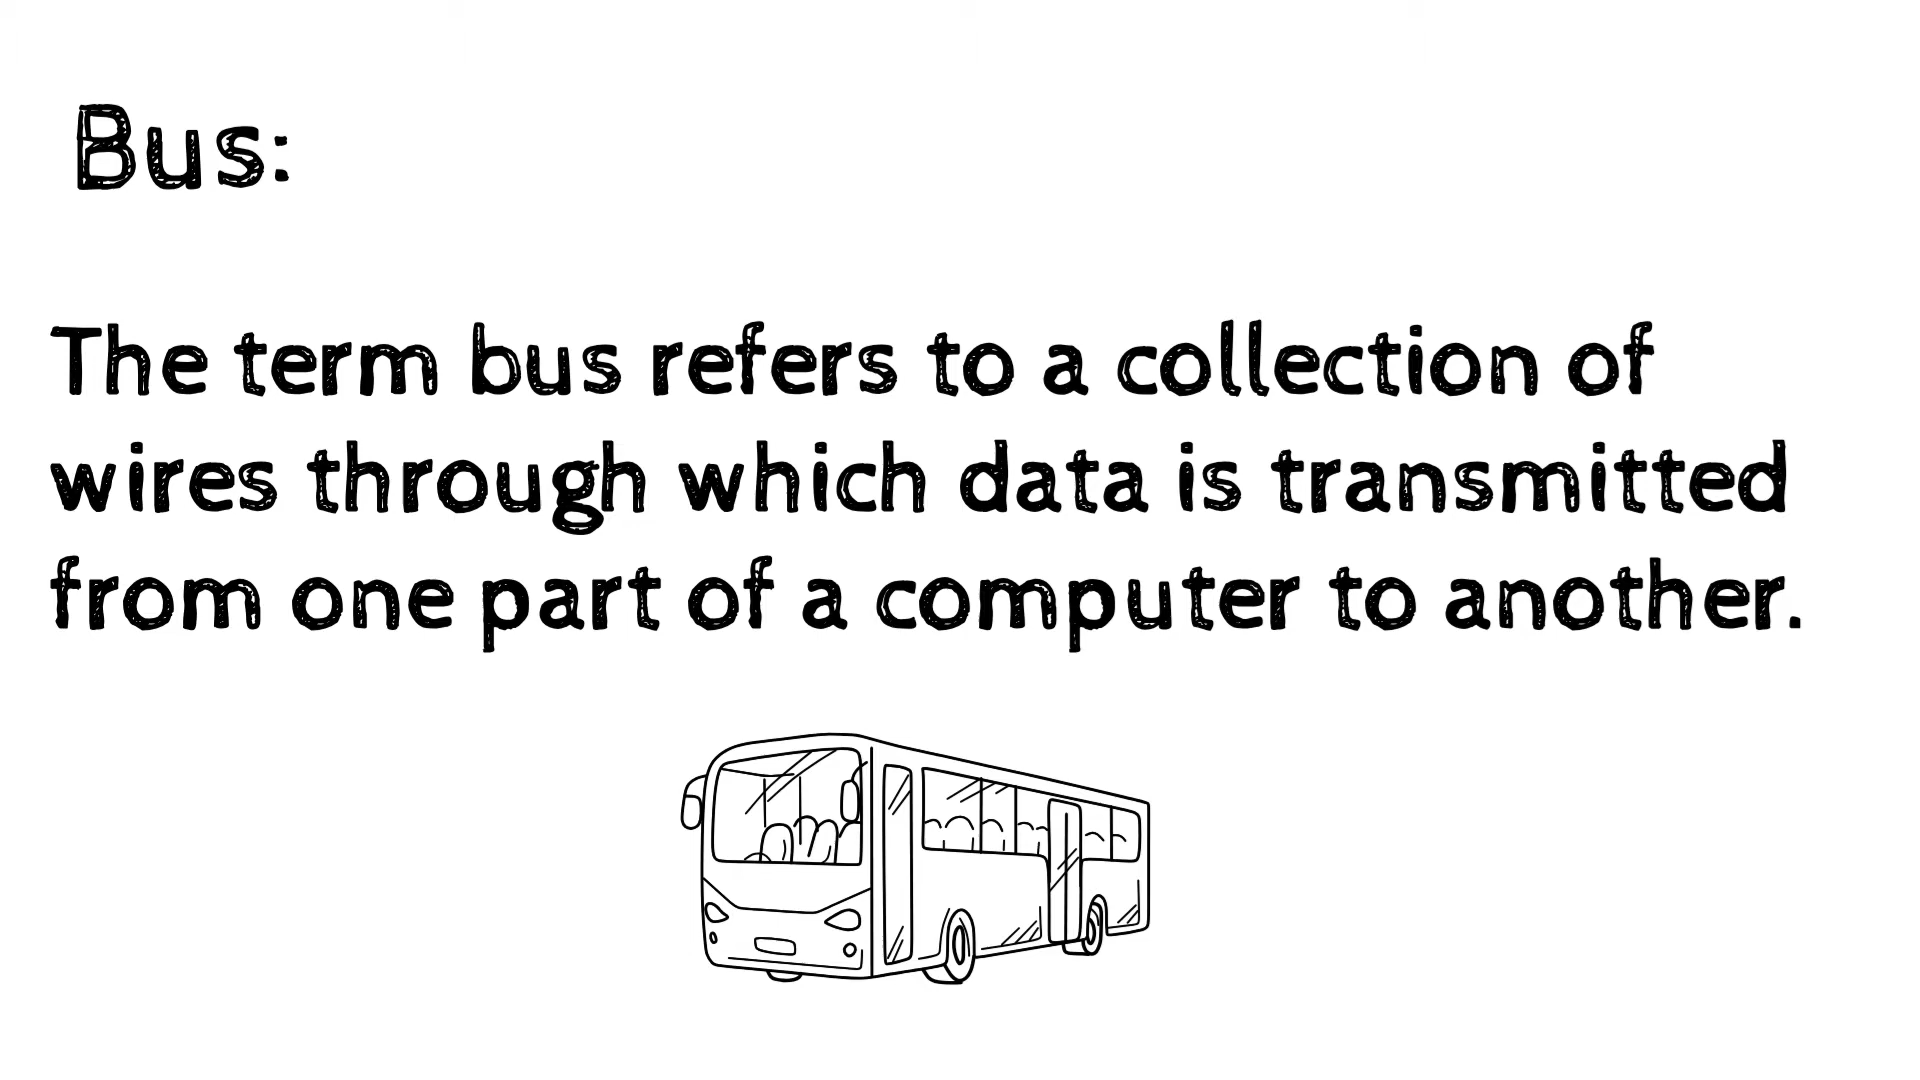 Bus:
The term bus refers to a collection of
wires through which data is transmitted
from one part of a computer to another.